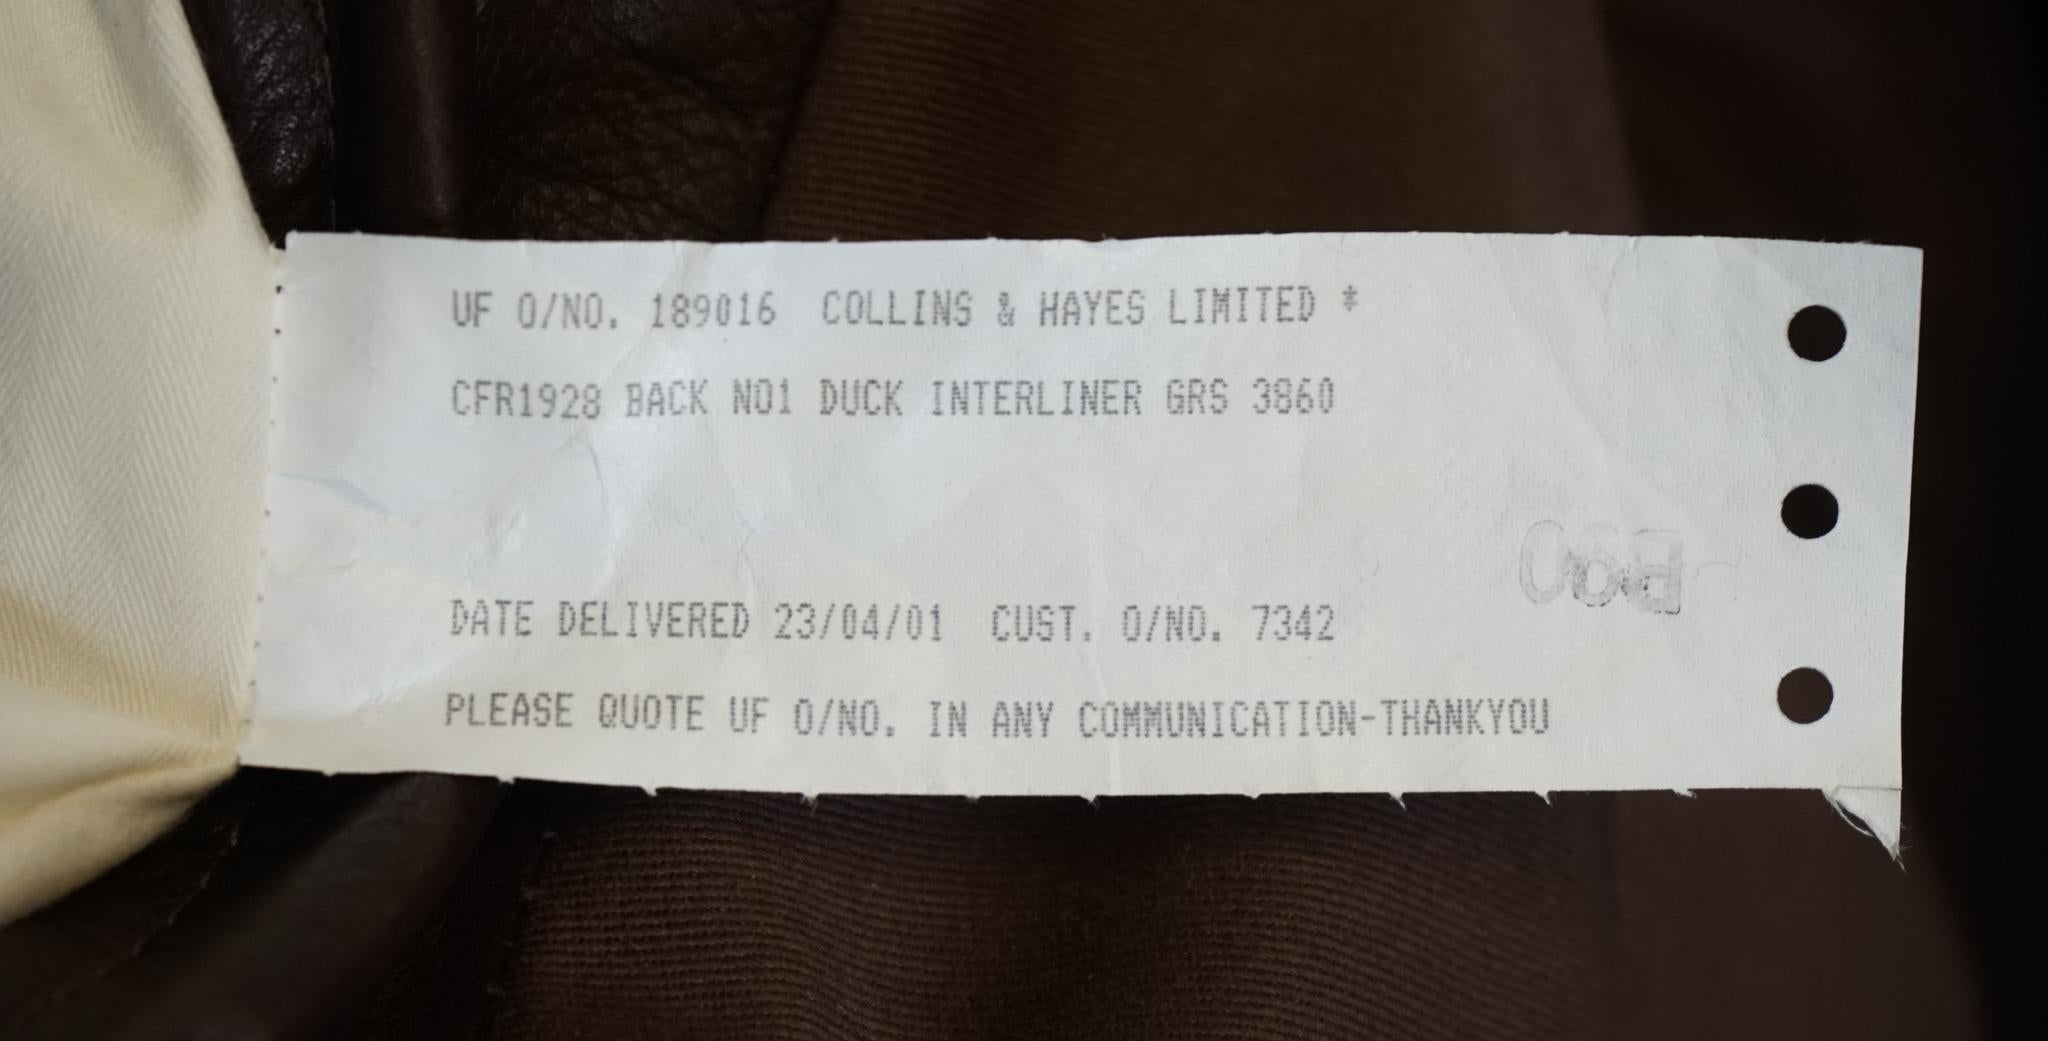 UF O/NO. 189016 COLLINS & HAYES LIMITED *
CFR1928 BACK NO1 DUCK INTERLINER GRS 3860
DATE DELIVERED 23/04/01 CUST. O/NO. 7342
PLEASE QUOTE UF O/NO. IN ANY COMMUNICATION-THANKYOU